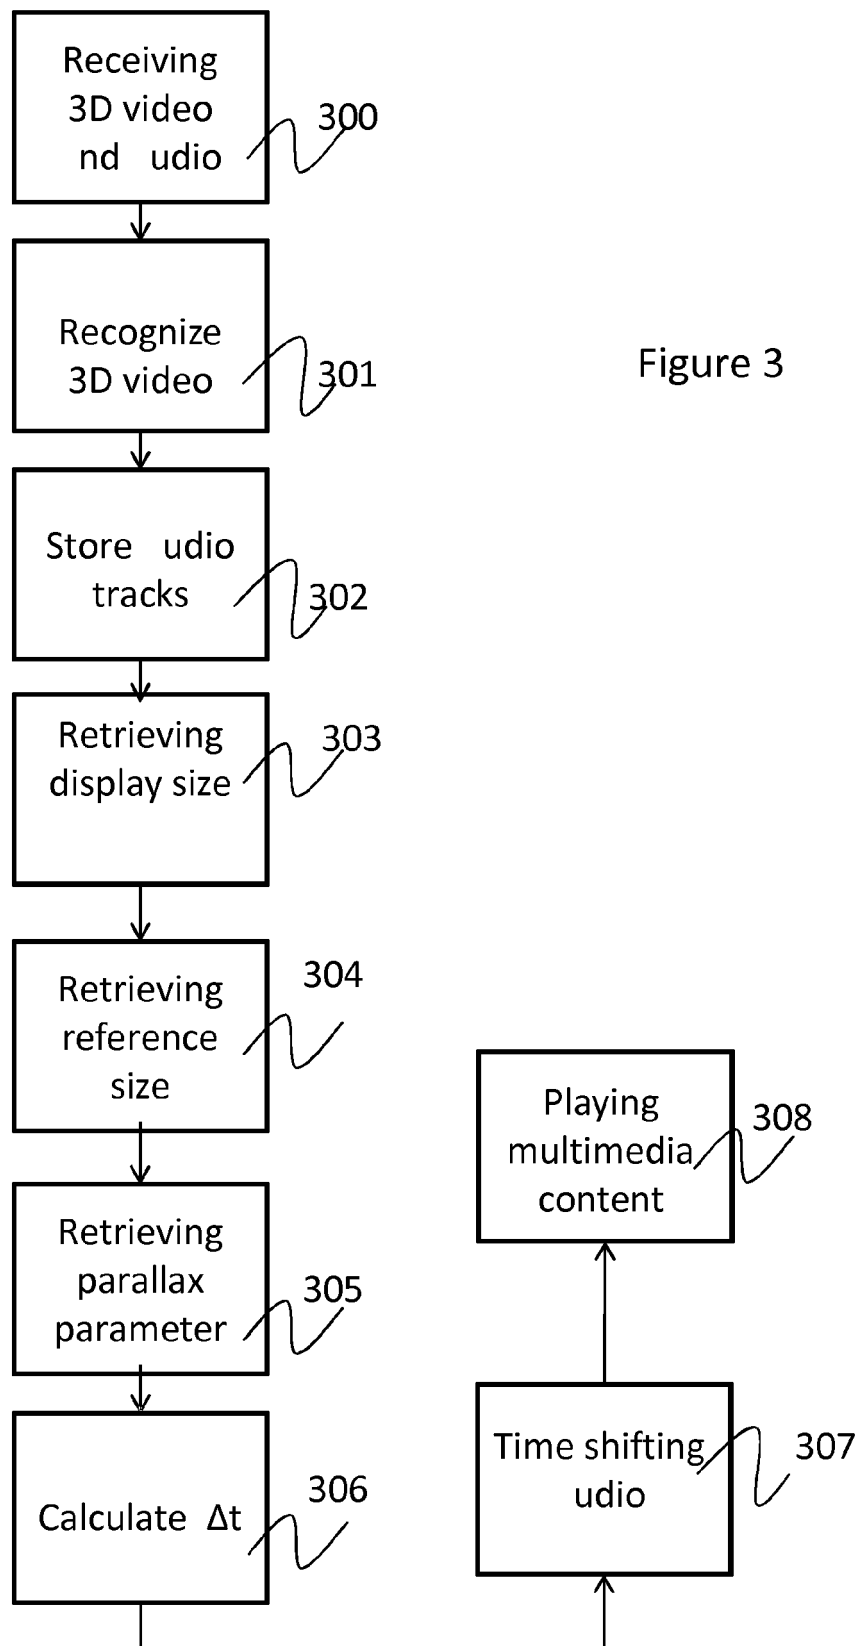 Receiving
3D video
nd udio
300
Recognize
3D video
301
Figure 3
Store udio
tracks
302
Retrieving
display size
303
Retrieving
reference
size
304
Retrieving
parallax
parameter
305
Calculate Δt
306
Time shifting
udio
307
Playing
multimedia
content
308